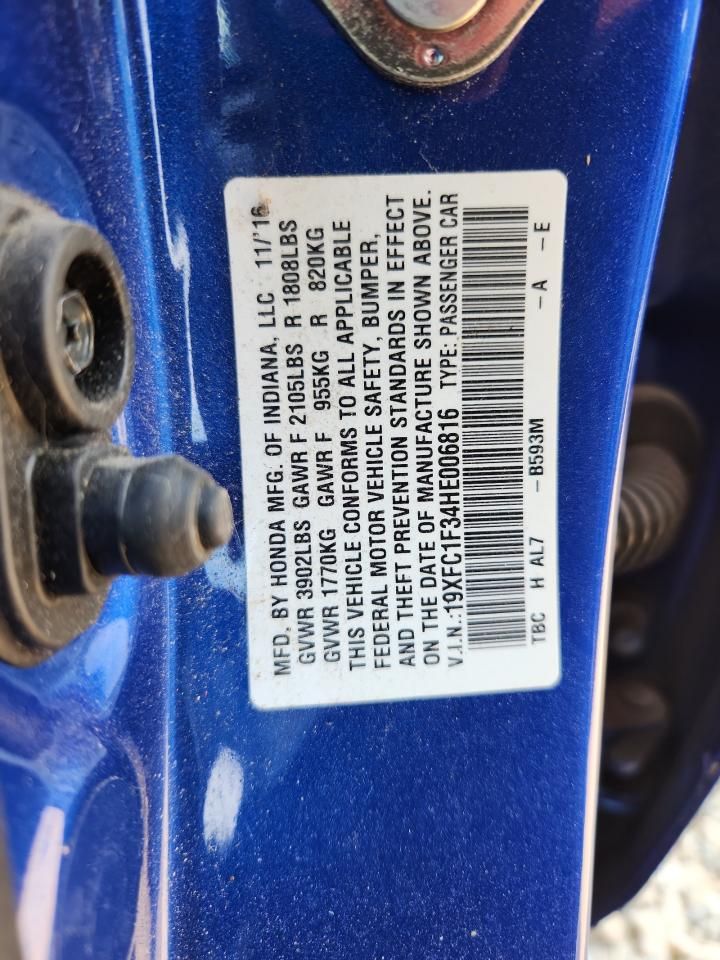 MFD. BY HONDA MFG. OF INDIANA, LLC 11/'16
GVWR 3902LBS GAWR F 2105LBS R 1808LBS
GVWR 1770KG GAWR F 955KG R 820KG
THIS VEHICLE CONFORMS TO ALL APPLICABLE
FEDERAL MOTOR VEHICLE SAFETY, BUMPER,
AND THEFT PREVENTION STANDARDS IN EFFECT
ON THE DATE OF MANUFACTURE SHOWN ABOVE.
V.I.N.:19XFC1F34HE006816 TYPE: PASSENGER CAR
TBC H AL7 -B593M -A -E